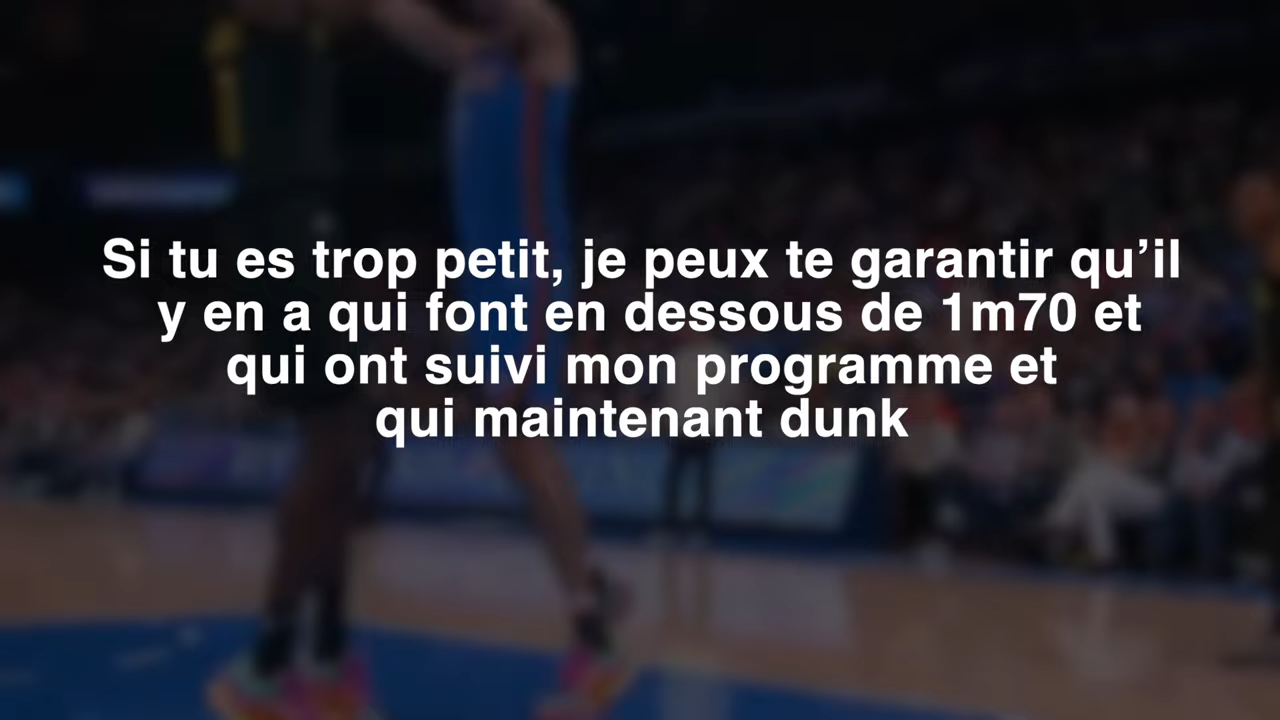 Si tu es trop petit, je peux te garantir qu’il
y en a qui font en dessous de 1m70 et
qui ont suivi mon programme et
qui maintenant dunk